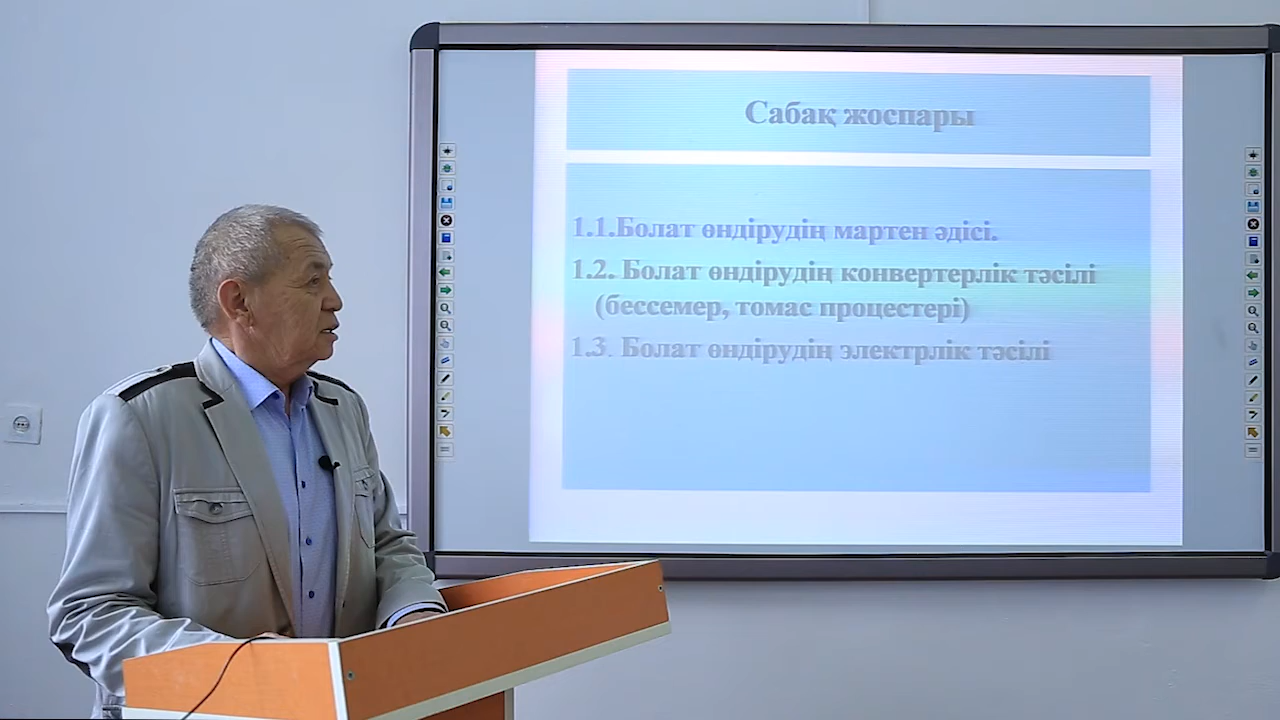 Сабақ жоспары
1.1.Болат өндірудің мартен әдісі.
1.2. Болат өндірудің конвертерлік тәсілі
(бессемер, томас процестері)
1.3. Болат өндірудің электрлік тәсілі